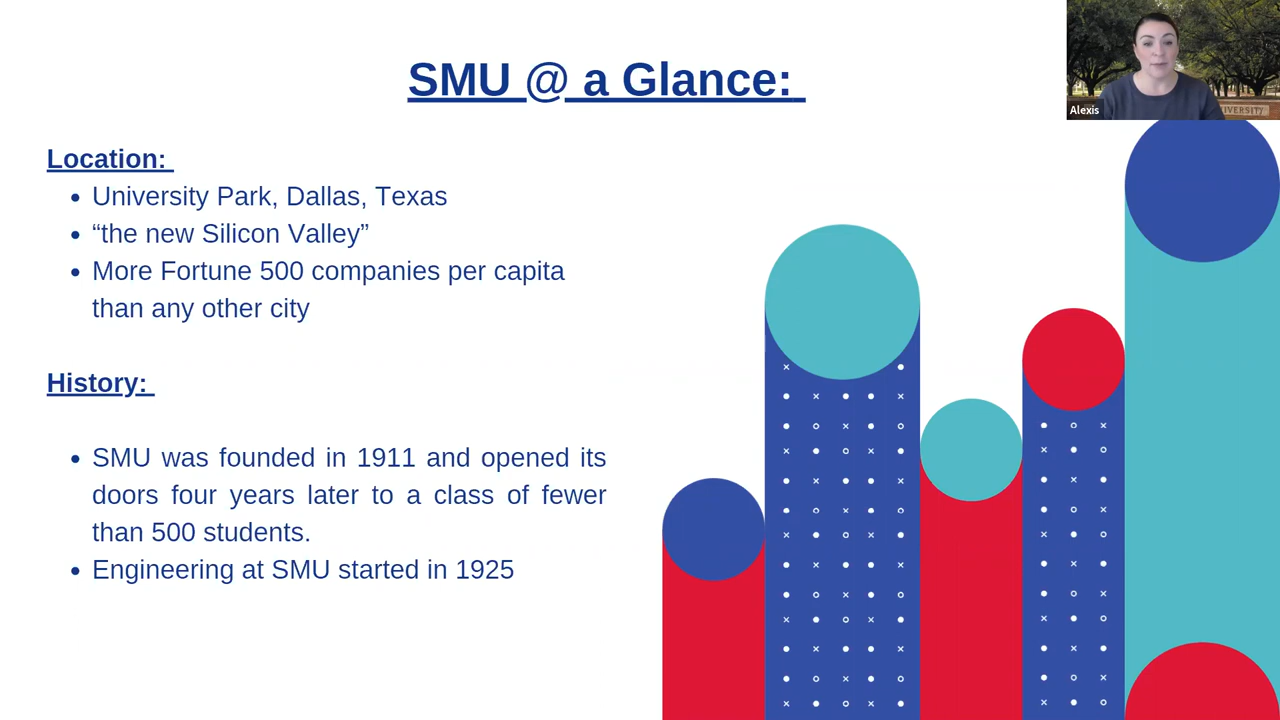 SMU @ a Glance:
Alexis
VERSITY
Location:
• University Park, Dallas, Texas
• “the new Silicon Valley”
• More Fortune 500 companies per capita
than any other city
History:
• SMU was founded in 1911 and opened its
doors four years later to a class of fewer
than 500 students.
• Engineering at SMU started in 1925